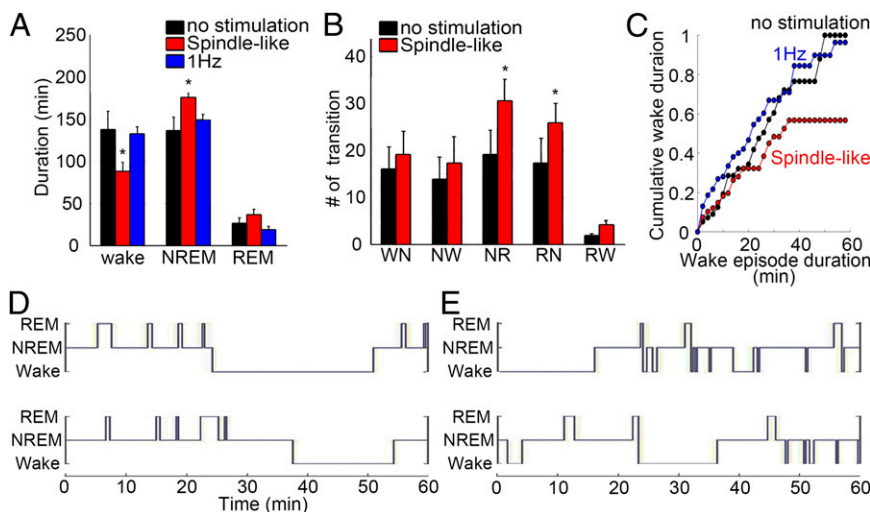 A
250
200
150
100
50
0
Duration (min)
no stimulation
Spindle-like
1Hz
*
*
wake
NREM
REM
B
40
20
0
# of transition
no stimulation
Spindle-like
*
*
WN
NW
NR
RN
RW
C
no stimulation
1Hz
Spindle-like
1
0.8
0.6
0.4
0.2
0
Cumulative wake duraion
0 20 40 60
Wake episode duration
(min)
D
REM
NREM
Wake
REM
NREM
Wake
0 10 20 30 40 50 60
Time (min)
E
REM
NREM
Wake
REM
NREM
Wake
0 10 20 30 40 50 60
Time (min)